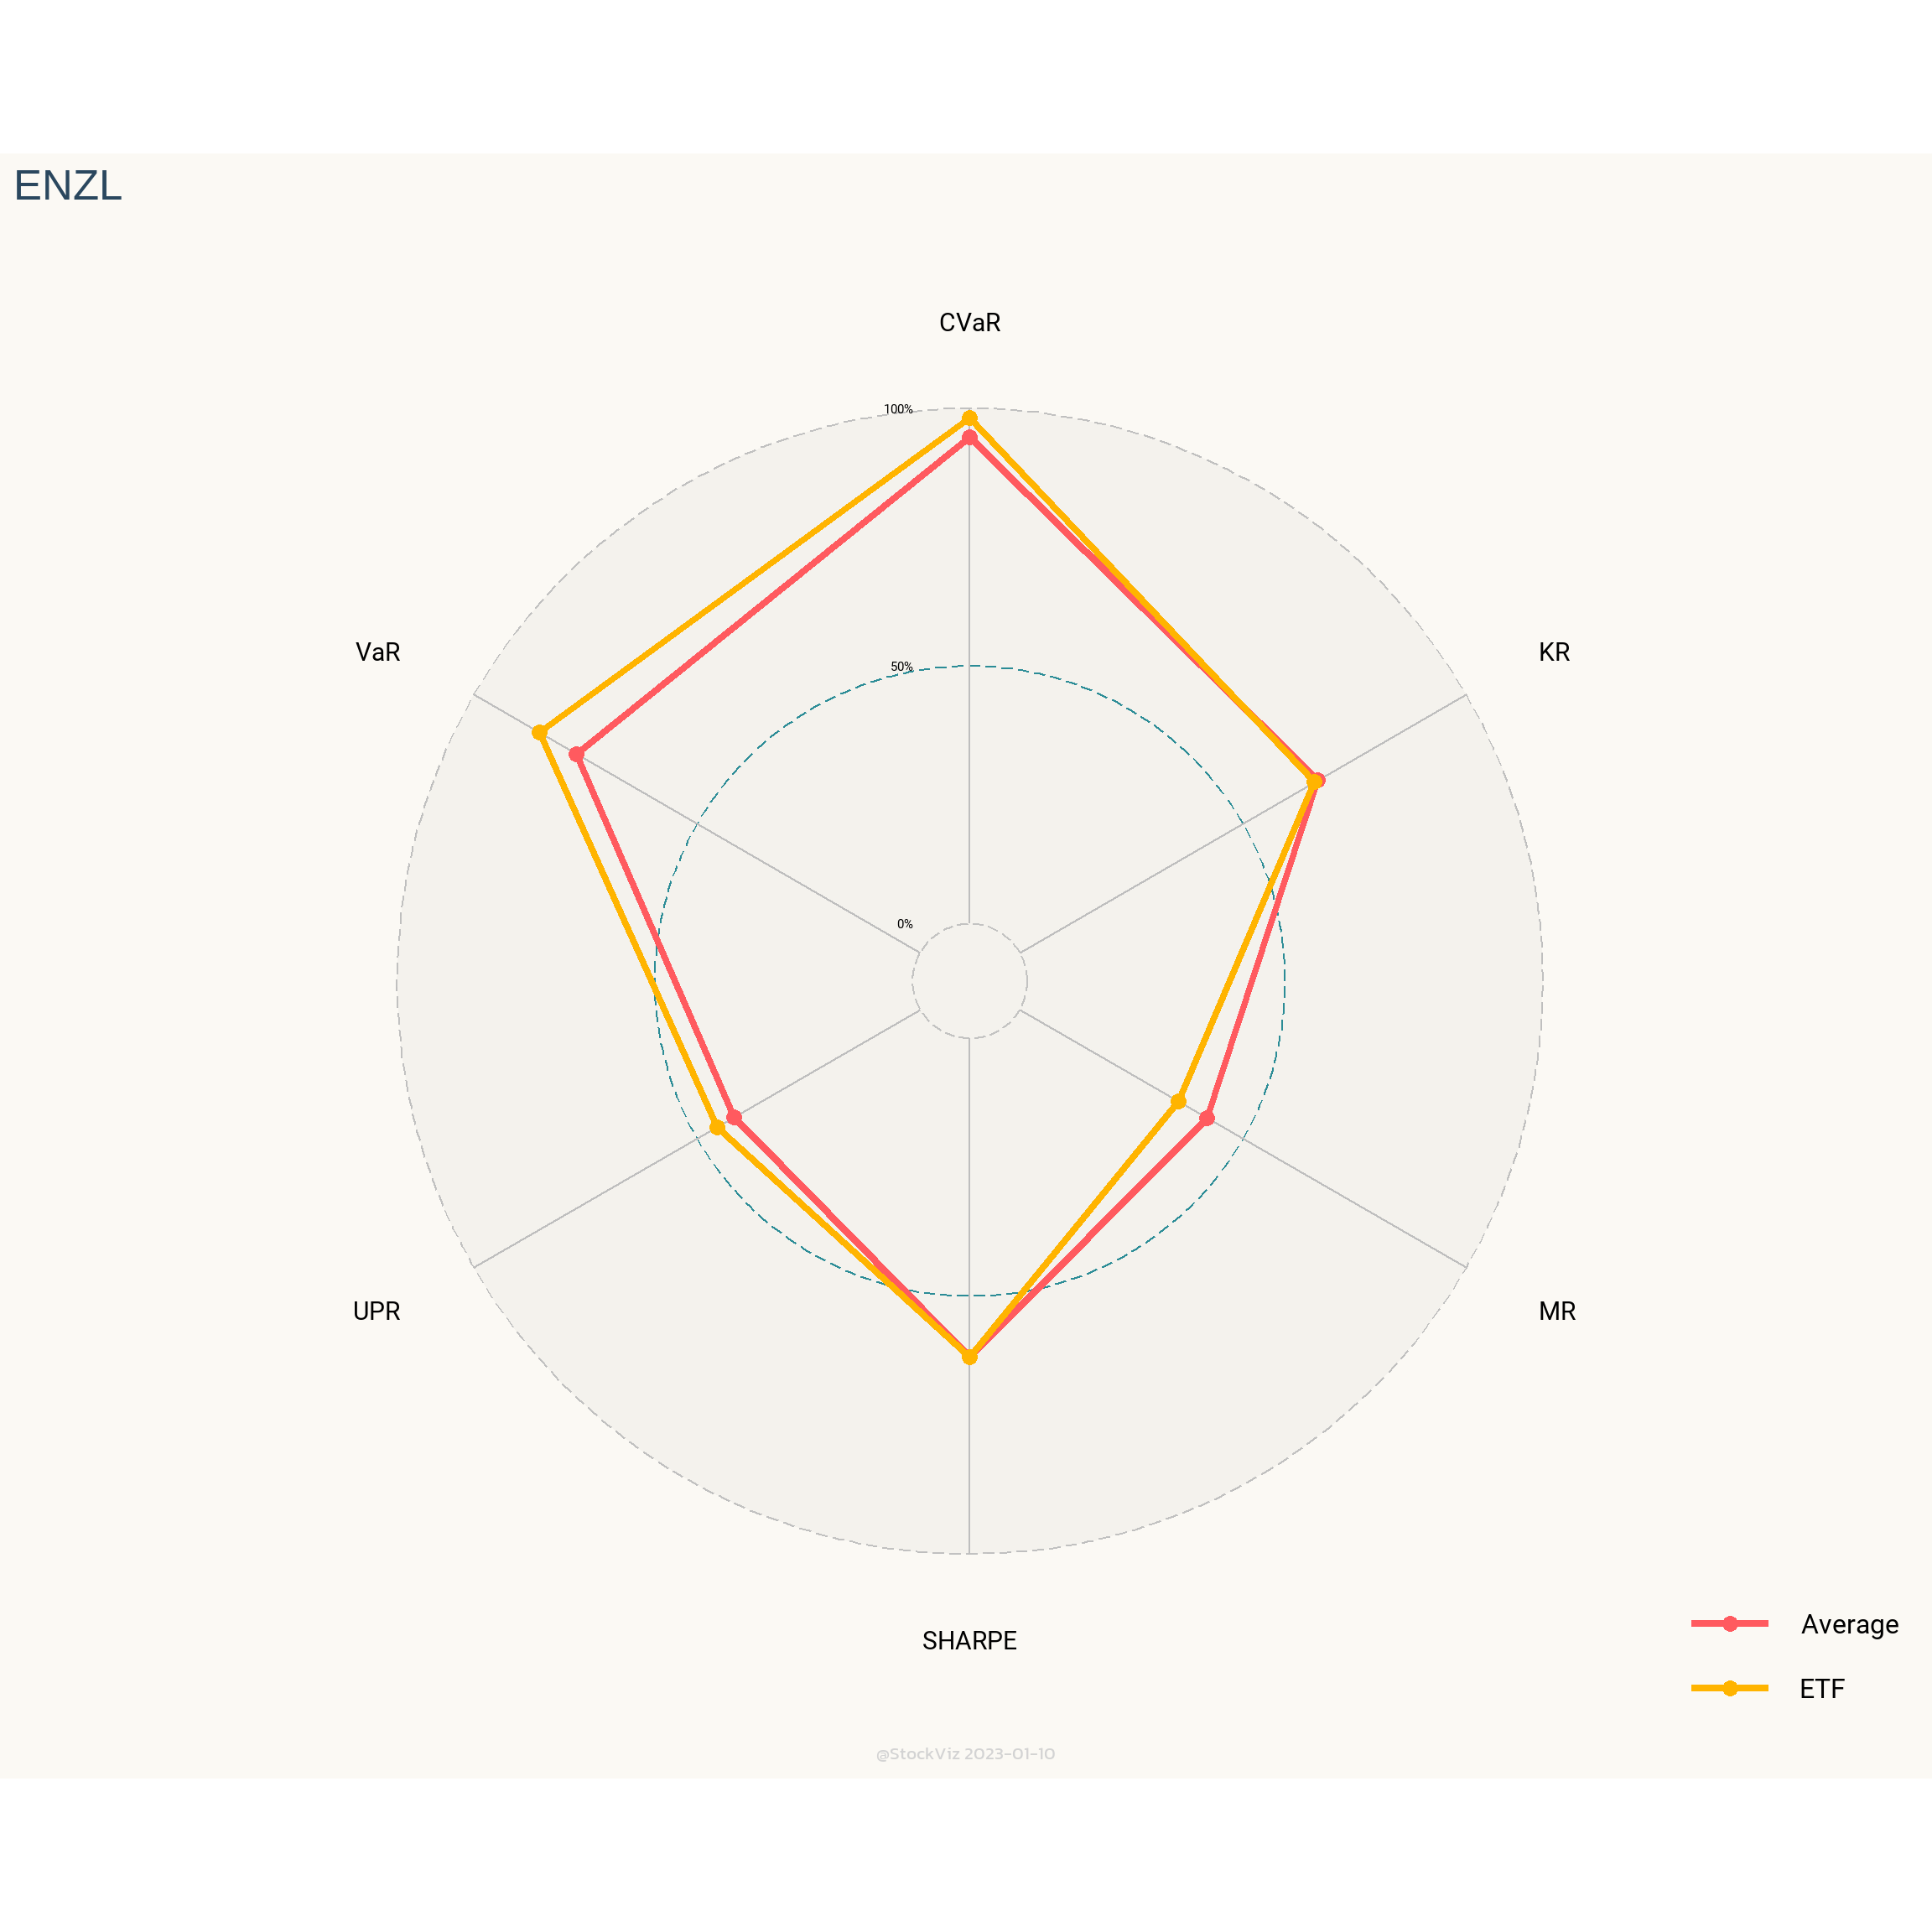 ENZL
CVaR
100%
KR
VaR
50%
0%
UPR
MR
SHARPE
Average
ETF
@StockViz 2023-01-10